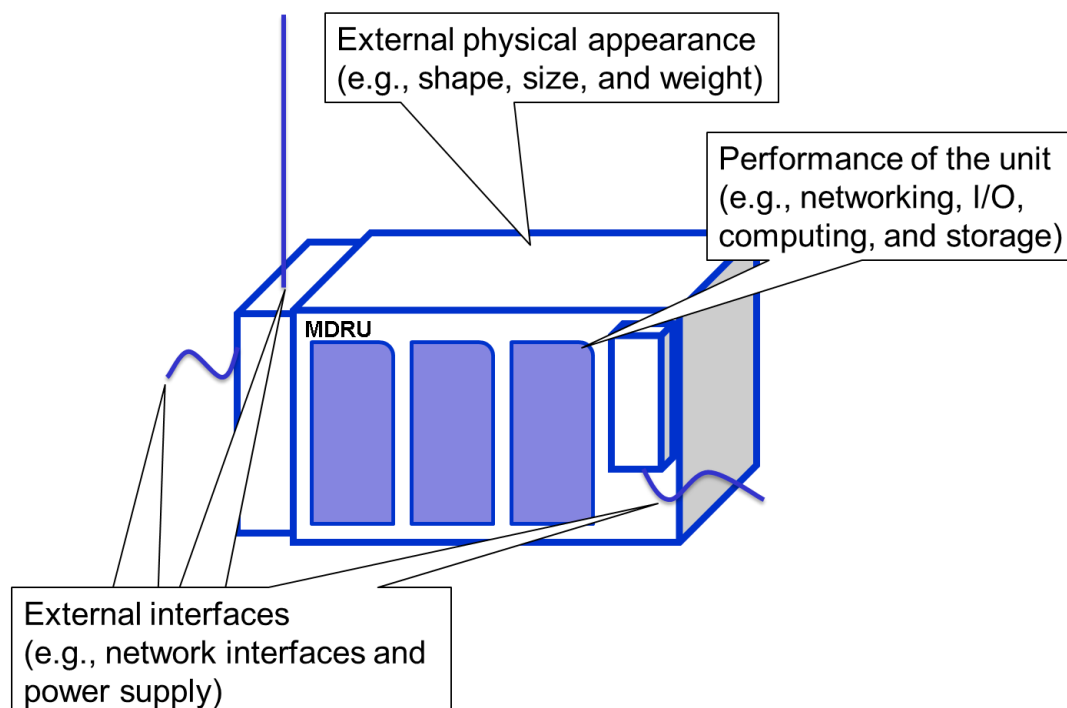 External physical appearance
(e.g., shape, size, and weight)
Performance of the unit
(e.g., networking, I/O,
computing, and storage)
MDRU
External interfaces
(e.g., network interfaces and
power supply)